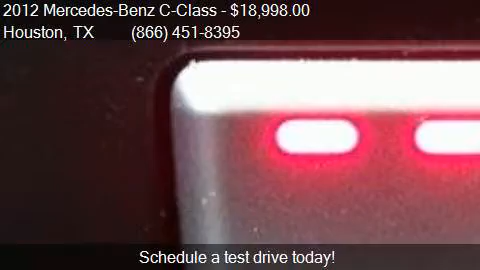 2012 Mercedes-Benz C-Class - $18,998.00
Houston, TX (866) 451-8395
Schedule a test drive today!